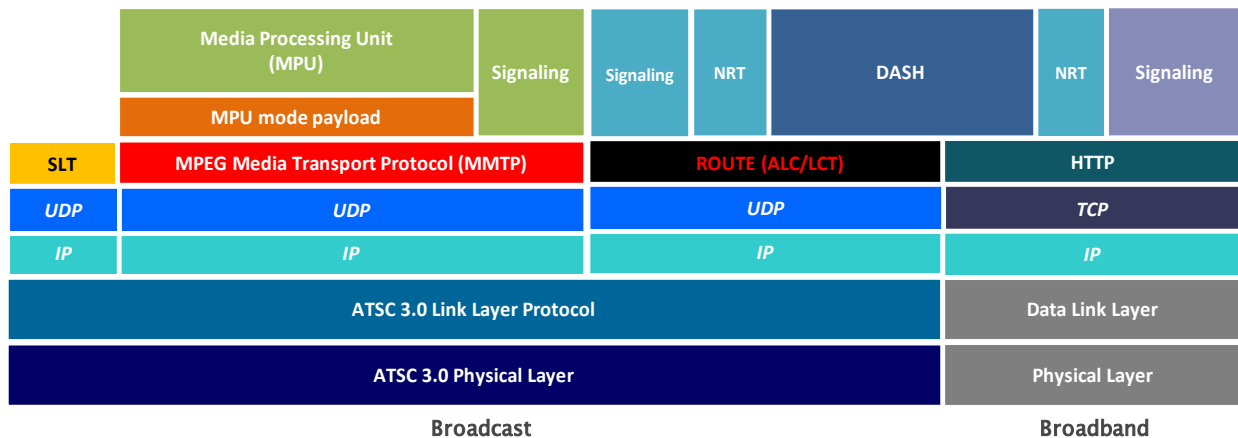 Media Processing Unit
(MPU)
Signaling
Signaling
NRT
DASH
NRT
Signaling
MPU mode payload
SLT
MPEG Media Transport Protocol (MMTP)
ROUTE (ALC/LCT)
HTTP
UDP
UDP
UDP
TCP
IP
IP
IP
IP
ATSC 3.0 Link Layer Protocol
Data Link Layer
ATSC 3.0 Physical Layer
Physical Layer
Broadcast
Broadband